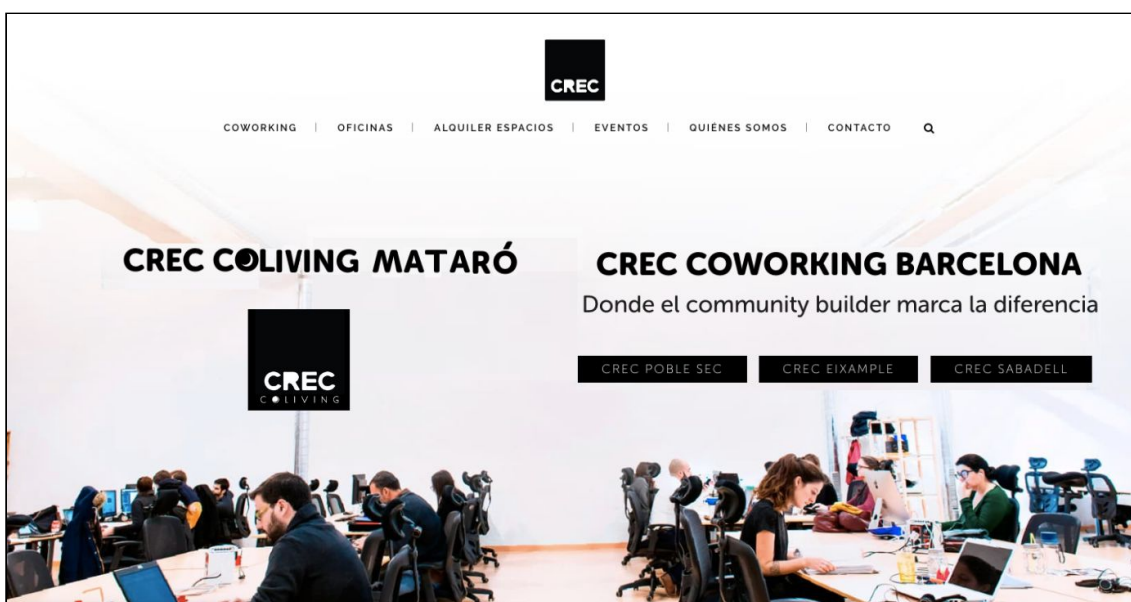 CREC
COWORKING | OFICINAS | ALQUILER ESPACIOS | EVENTOS | QUIÉNES SOMOS | CONTACTO
CREC COLIVING MATARÓ
CREC
COLIVING
CREC COWORKING BARCELONA
Donde el community builder marca la diferencia
CREC POBLE SEC CREC EIXAMPLE CREC SABADELL